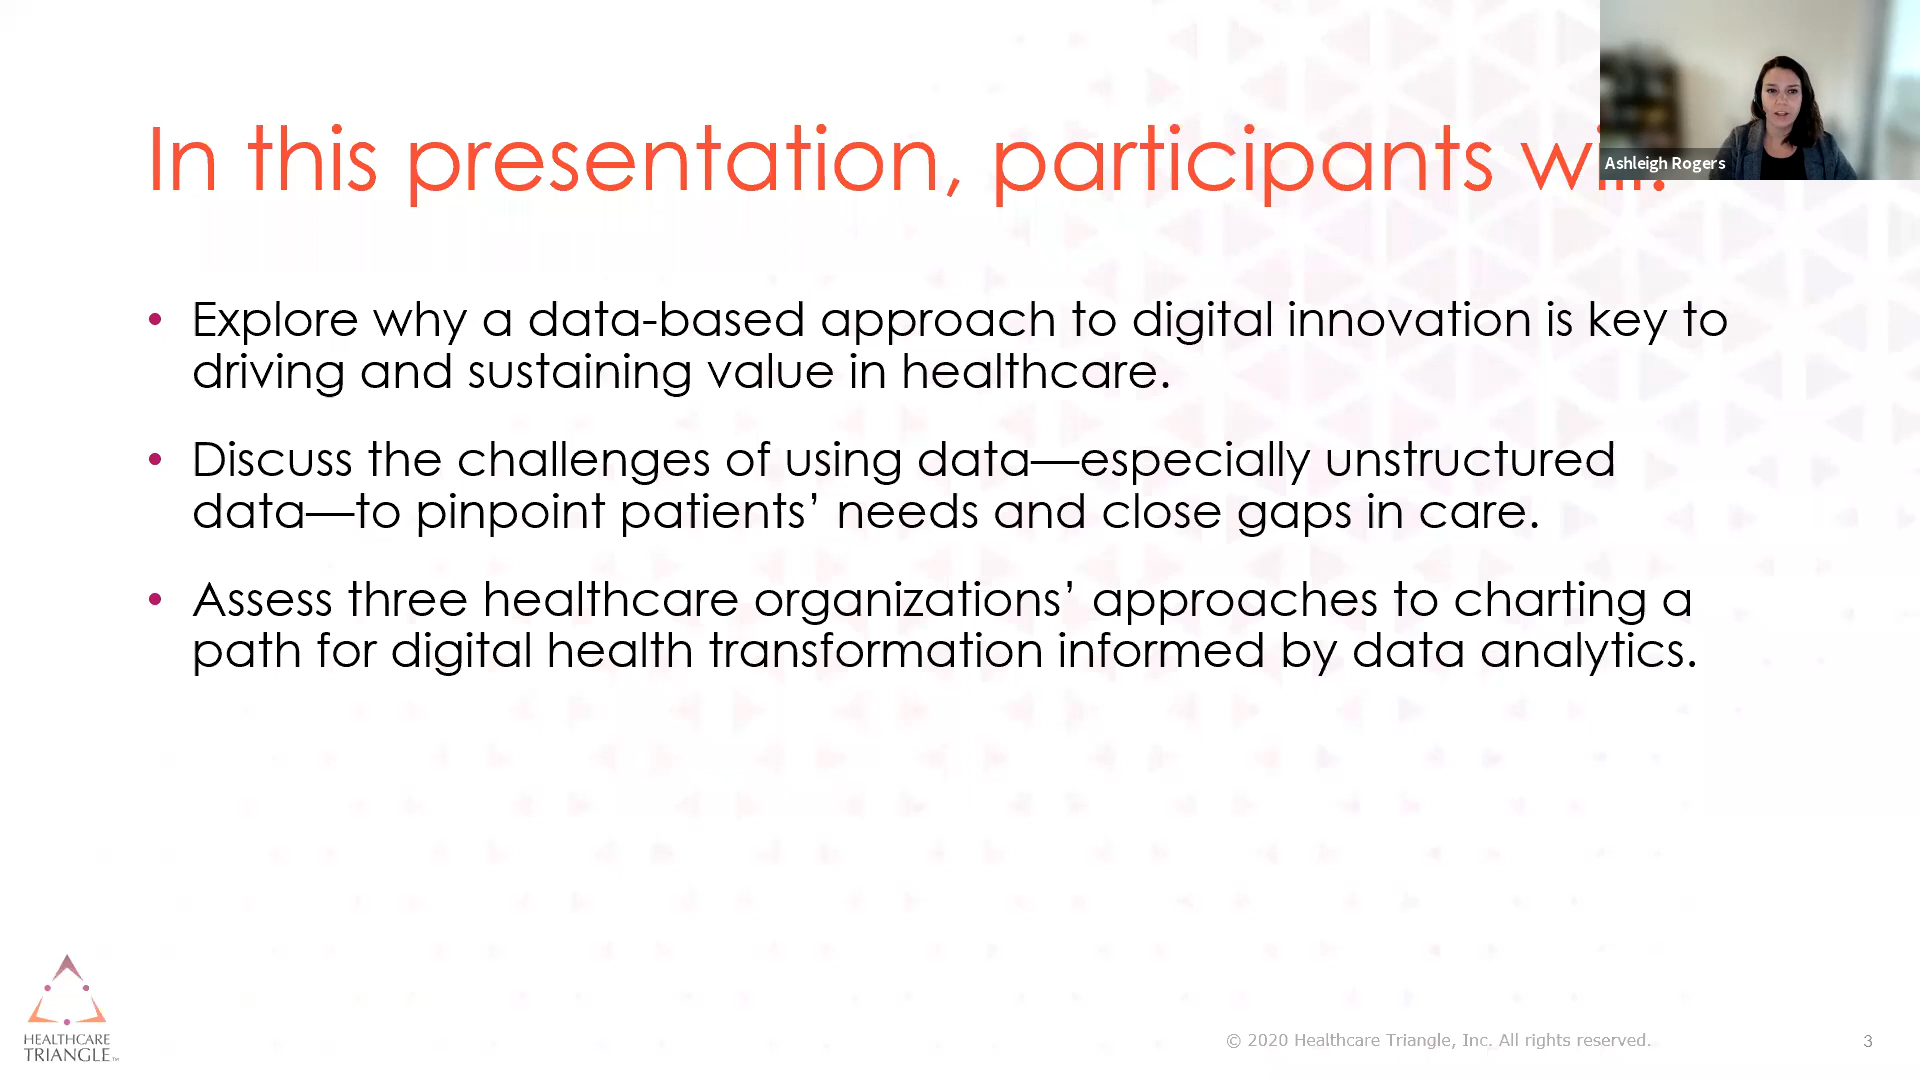 In this presentation, participants will:
Ashleigh Rogers
• Explore why a data-based approach to digital innovation is key to
driving and sustaining value in healthcare.
• Discuss the challenges of using data—especially unstructured
data—to pinpoint patients’ needs and close gaps in care.
• Assess three healthcare organizations’ approaches to charting a
path for digital health transformation informed by data analytics.
HEALTHCARE
TRIANGLE™
© 2020 Healthcare Triangle, Inc. All rights reserved.
3